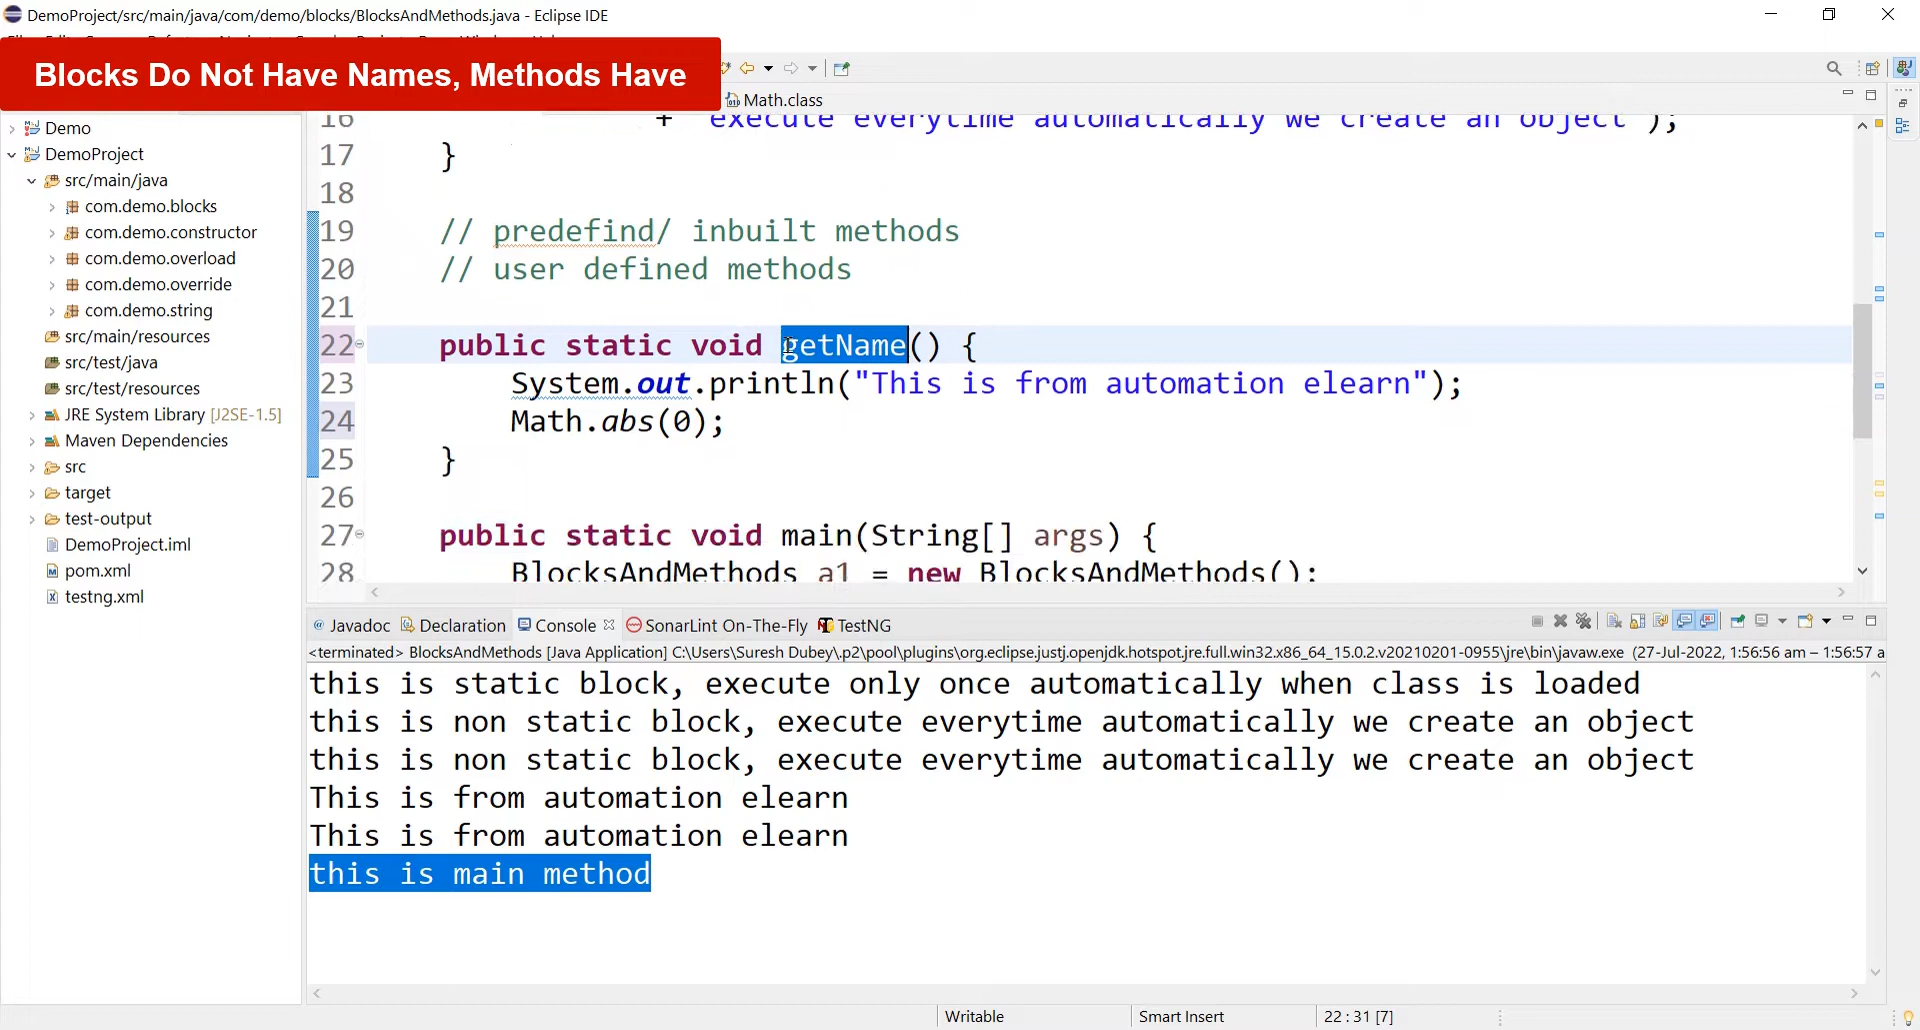 DemoProject/src/main/java/com/demo/blocks/BlocksAndMethods.java - Eclipse IDE
Blocks Do Not Have Names, Methods Have
Math.class
Demo
DemoProject
src/main/java
com.demo.blocks
com.demo.constructor
com.demo.overload
com.demo.override
com.demo.string
src/main/resources
src/test/java
src/test/resources
JRE System Library [J2SE-1.5]
Maven Dependencies
src
target
test-output
DemoProject.iml
pom.xml
testng.xml
16 + "execute everytime automatically we create an object");
17 }
18
19 // predefind/ inbuilt methods
20 // user defined methods
21
22 public static void getName() {
23 System.out.println("This is from automation elearn");
24 Math.abs(0);
25 }
26
27 public static void main(String[] args) {
28 BlocksAndMethods a1 = new BlocksAndMethods();
@ Javadoc Declaration Console SonarLint On-The-Fly TestNG
<terminated> BlocksAndMethods [Java Application] C:\Users\Suresh Dubey\.p2\pool\plugins\org.eclipse.justj.openjdk.hotspot.jre.full.win32.x86_64_15.0.2.v20210201-0955\jre\bin\javaw.exe (27-Jul-2022, 1:56:56 am – 1:56:57 a
this is static block, execute only once automatically when class is loaded
this is non static block, execute everytime automatically we create an object
this is non static block, execute everytime automatically we create an object
This is from automation elearn
This is from automation elearn
this is main method
Writable
Smart Insert
22 : 31 [7]